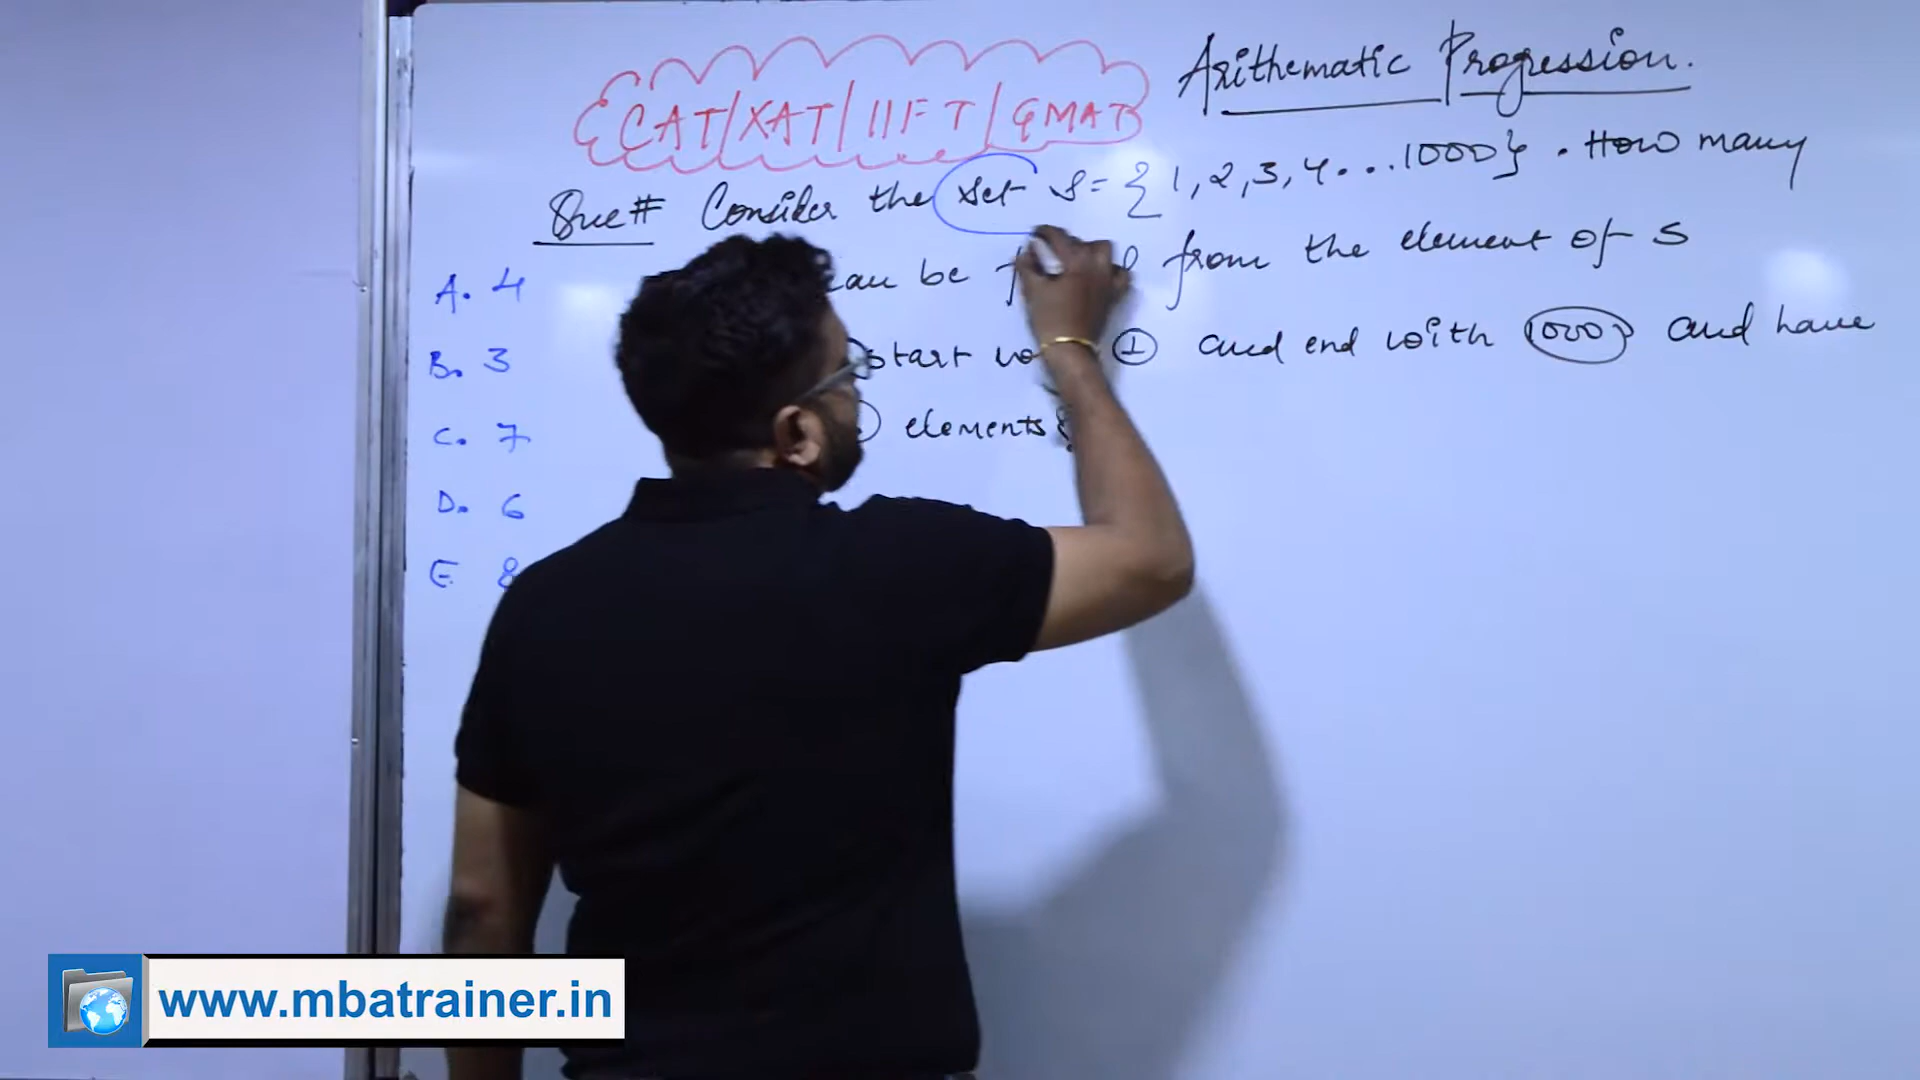 Arithematic Progression.
CAT/XAT/IIFT/GMAT
Que# Consider the set S = { 1, 2, 3, 4 . . . 1000}. How many
can be from the element of S
start 1 and end with 1000 and have
elements
A. 4
B. 3
C. 7
D. 6
E. 8
www.mbatrainer.in